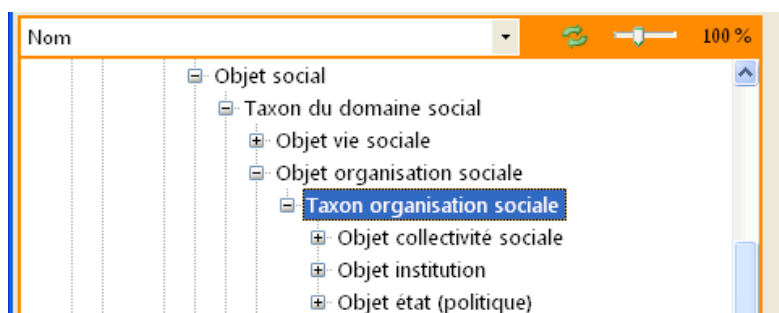 Nom 100 %
Objet social
Taxon du domaine social
Objet vie sociale
Objet organisation sociale
Taxon organisation sociale
Objet collectivité sociale
Objet institution
Objet état (politique)